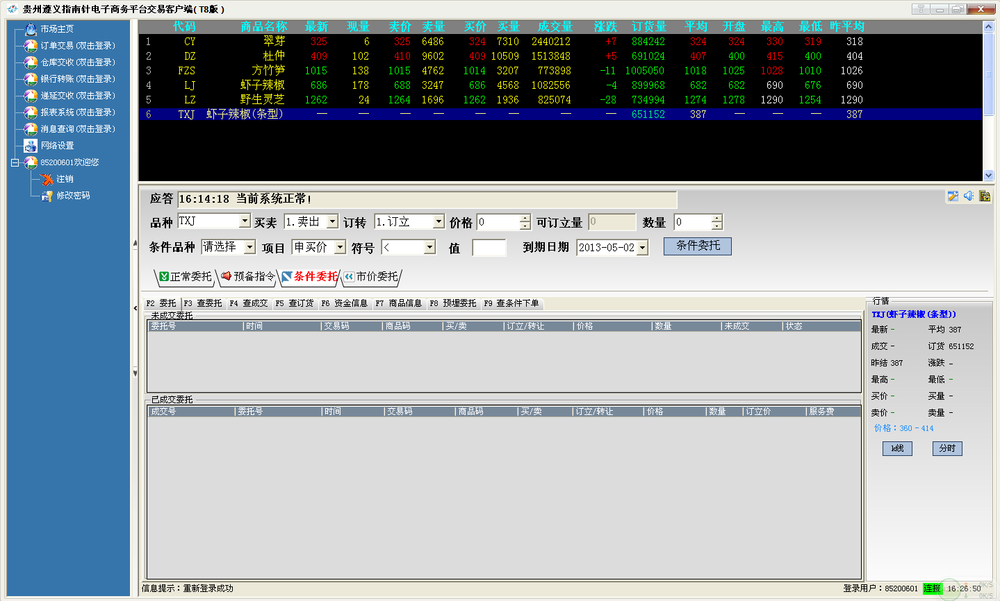 贵州遵义指南针电子商务平台交易客户端( T8版 )
市场主页
订单交易(双击登录)
仓库交收(双击登录)
银行转账(双击登录)
递延交收(双击登录)
报表系统(双击登录)
消息查询(双击登录)
网络设置
85200601欢迎您
注销
修改密码
代码 商品名称 最新 现量 卖价 卖量 买价 买量 成交量 涨跌 订货量 平均 开盘 最高 最低 昨平均
1 CY 翠芽 325 6 325 6486 324 7310 2440212 +7 884242 324 324 330 319 318
2 DZ 杜仲 409 102 410 9602 409 10509 1513848 +5 691024 407 400 415 400 404
3 FZS 方竹笋 1015 138 1015 4762 1014 3207 773898 -11 1005050 1018 1025 1028 1010 1026
4 LJ 虾子辣椒 686 178 688 3247 686 4568 1082556 -4 899968 682 682 690 676 690
5 LZ 野生灵芝 1262 24 1264 1696 1262 1936 825074 -28 734994 1274 1278 1290 1254 1290
6 TXJ 虾子辣椒(条型) — — — — — — — — 651152 387 — — — 387
应答 16:14:18 当前系统正常!
品种 TXJ 买卖 1.卖出 订转 1.订立 价格 0 可订立量 0 数量 0
条件品种 请选择 项目 申买价 符号 < 值 到期日期 2013-05-02 条件委托
正常委托 预备指令 条件委托 市价委托
F2 委托 F3 查委托 F4 查成交 F5 查订货 F6 资金信息 F7 商品信息 F8 预埋委托 F9 查条件下单
未成交委托
委托号 |时间 |交易码 |商品码 |买/卖 |订立/转让 |价格 |数量 |未成交 |状态
已成交委托
成交号 |委托号 |时间 |交易码 |商品码 |买/卖 |订立/转让 |价格 |数量 |订立价 |服务费
行情
TXJ(虾子辣椒(条型))
最新 - 平均 387
成交 - 订货 651152
昨结 387 涨跌 -
最高 - 最低 -
买价 - 买量 -
卖价 - 卖量 -
价格：360 - 414
k线 分时
信息提示：重新登录成功
登录用户：85200601 连接 16:26:50
0K/S
0K/S